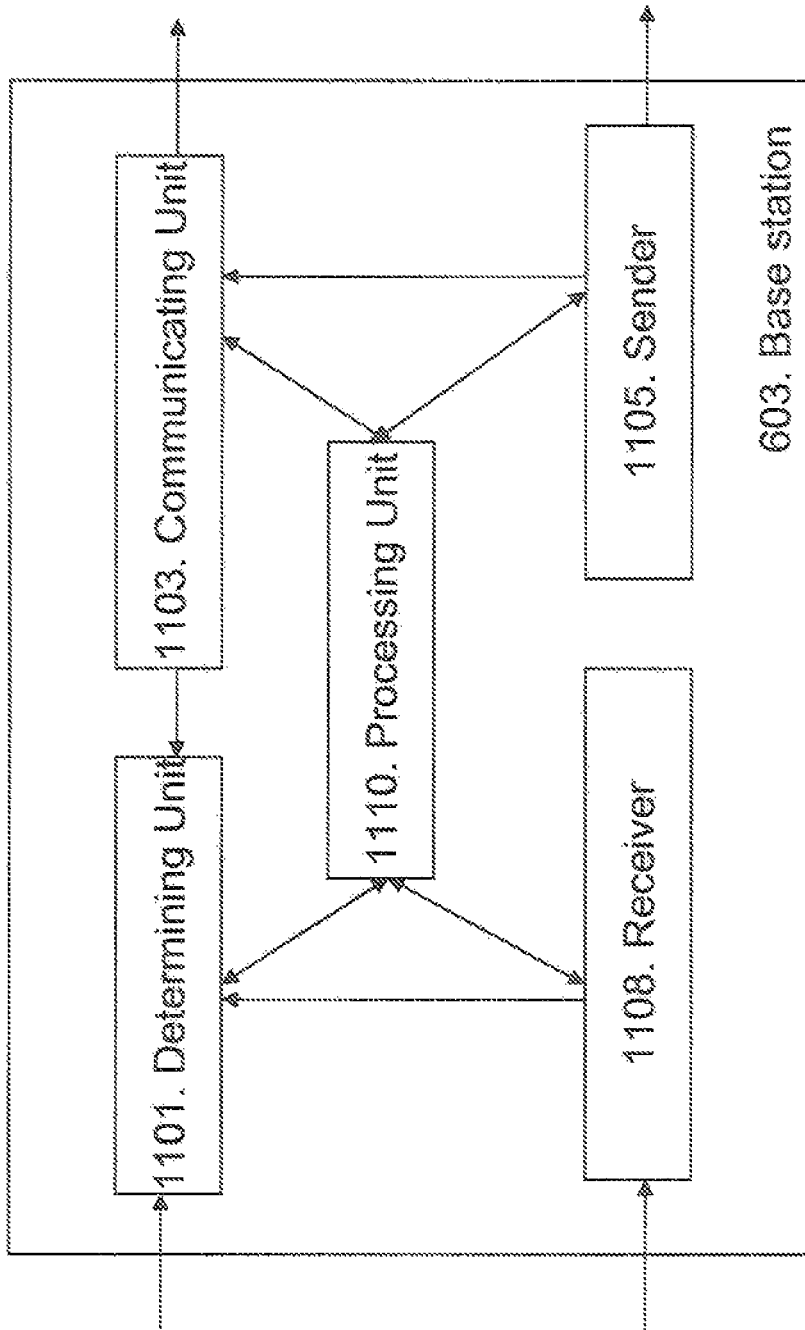 1101. Determining Unit
1103. Communicating Unit
1110. Processing Unit
1108. Receiver
1105. Sender
603. Base station